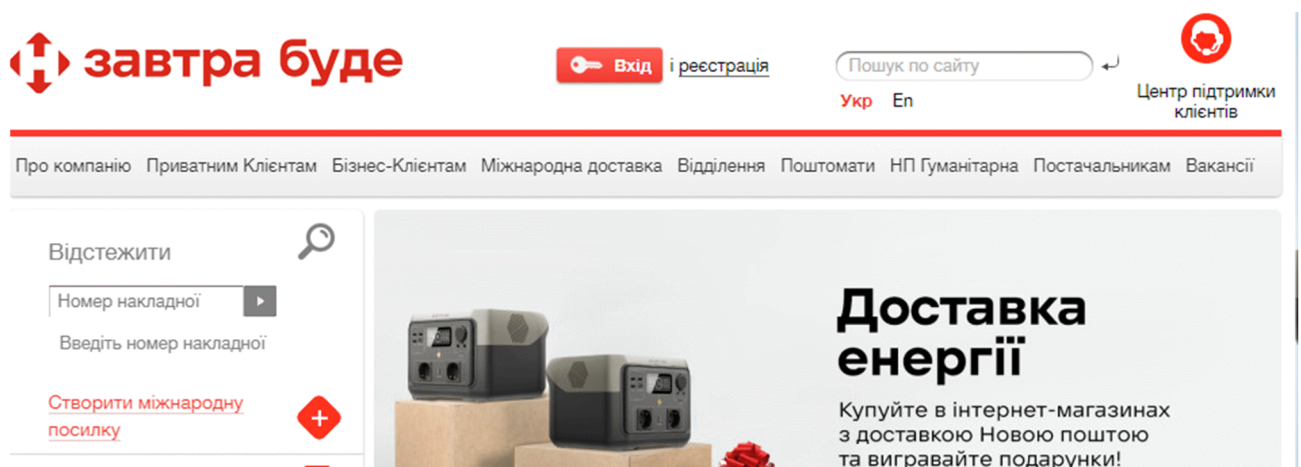 завтра буде
Вхід і реєстрація
Пошук по сайту
Укр En
Центр підтримки
клієнтів
Про компанію Приватним Клієнтам Бізнес-Клієнтам Міжнародна доставка Відділення Поштомати НП Гуманітарна Постачальникам Вакансії
Відстежити
Номер накладної
Введіть номер накладної
Створити міжнародну
посилку
Доставка
енергії
Купуйте в інтернет-магазинах
з доставкою Новою поштою
та вигравайте подарунки!